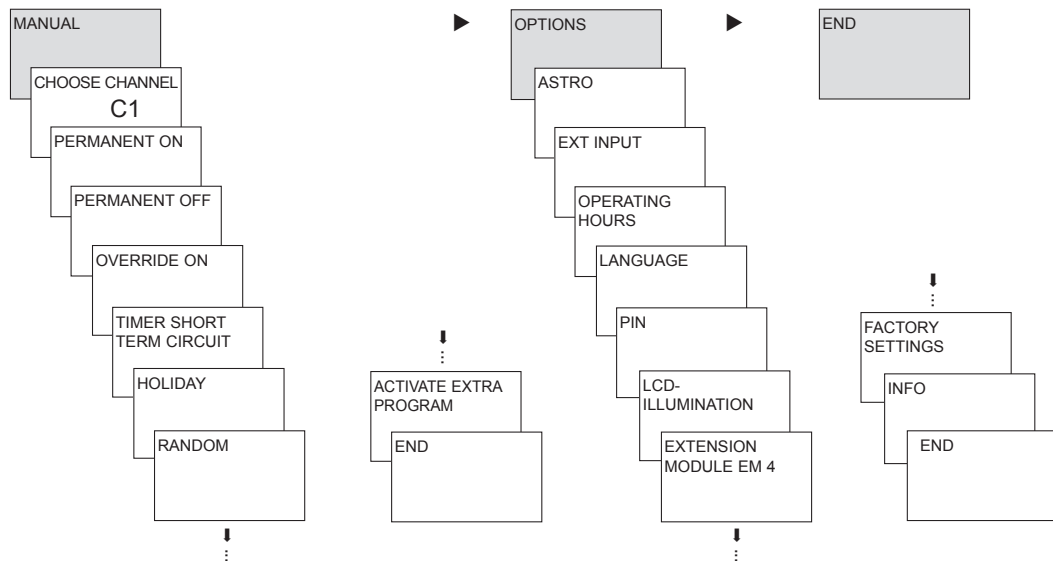 MANUAL
CHOOSE CHANNEL
C1
PERMANENT ON
PERMANENT OFF
OVERRIDE ON
TIMER SHORT
TERM CIRCUIT
HOLIDAY
RANDOM
ACTIVATE EXTRA
PROGRAM
END
OPTIONS
ASTRO
EXT INPUT
OPERATING
HOURS
LANGUAGE
PIN
LCD-
ILLUMINATION
EXTENSION
MODULE EM 4
FACTORY
SETTINGS
INFO
END
END